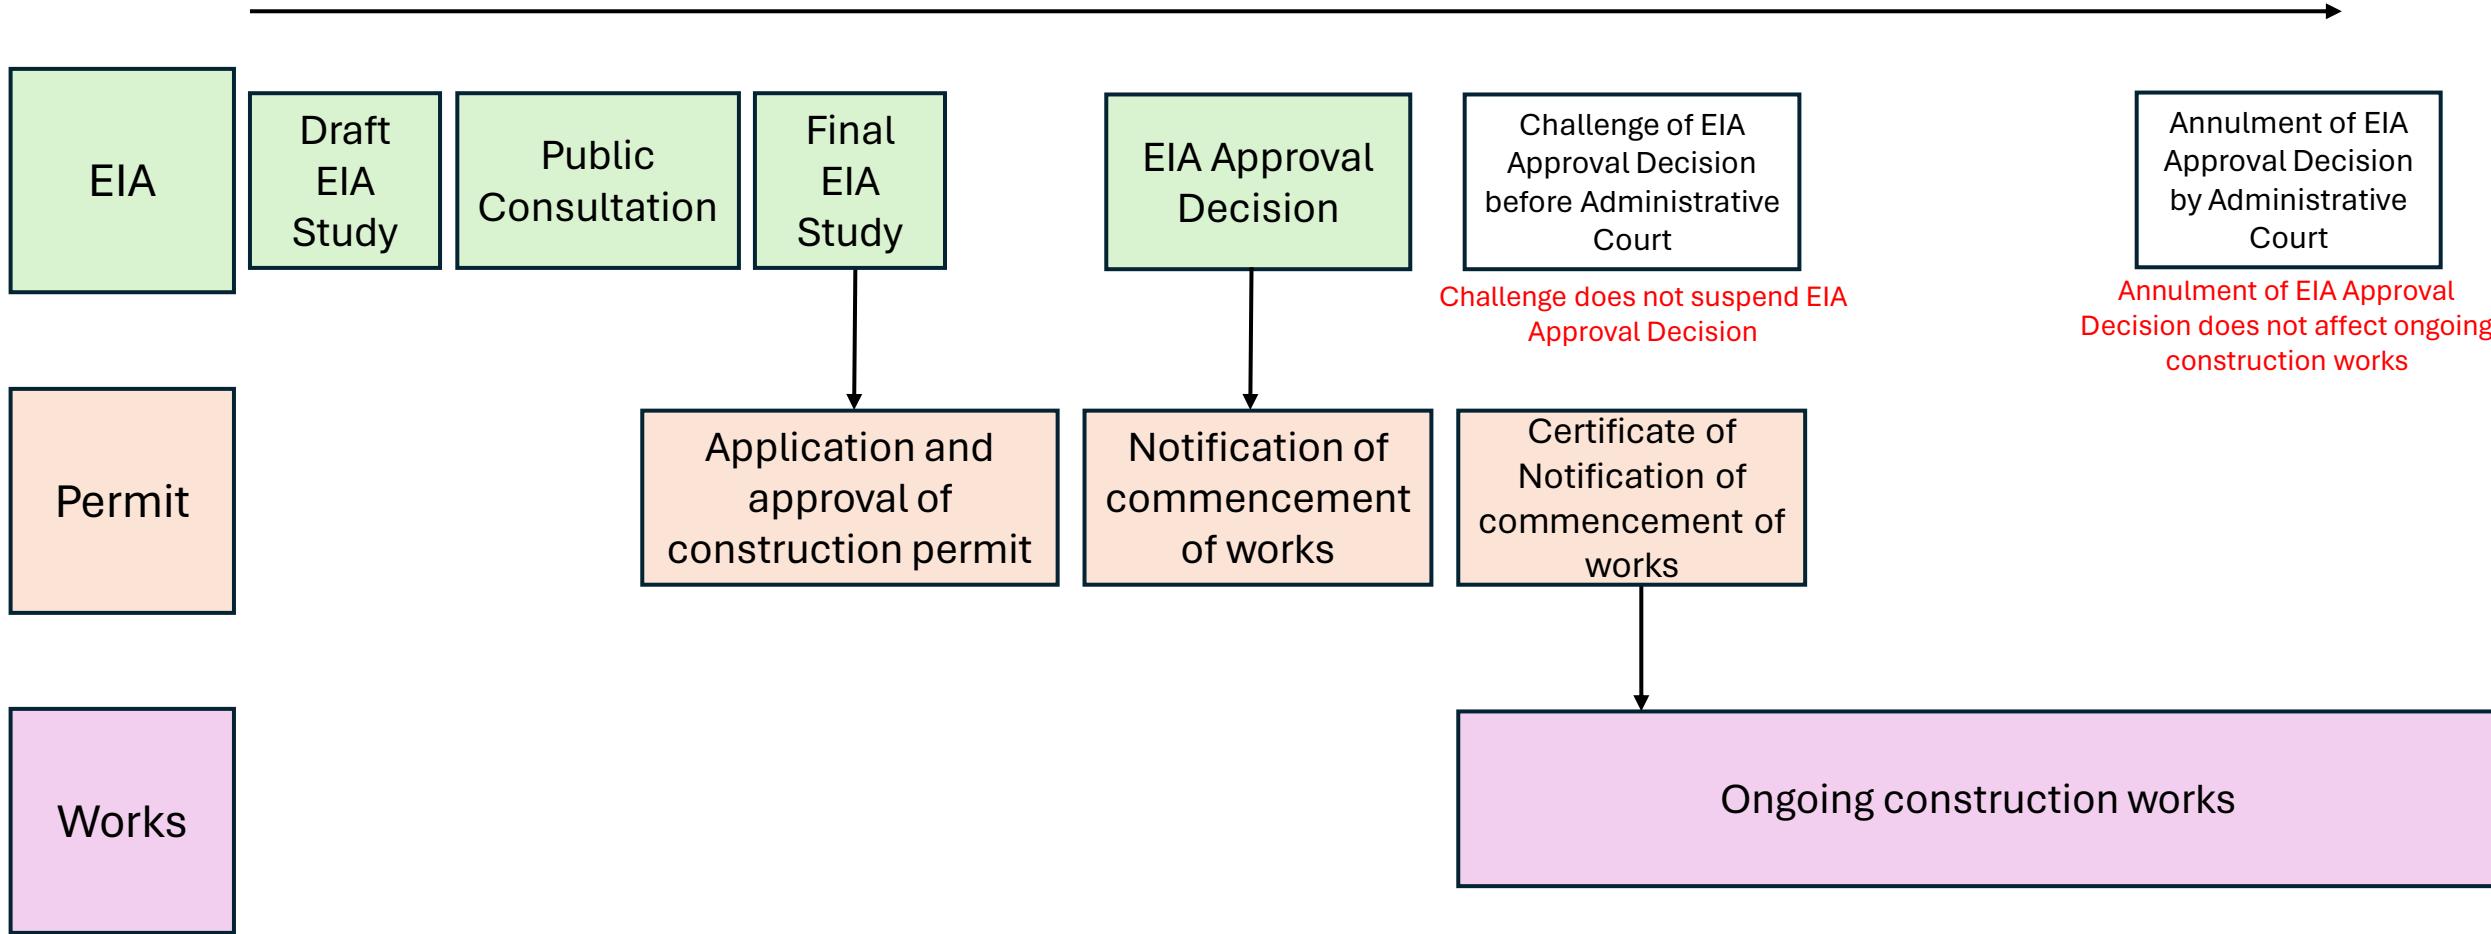 EIA
Draft
EIA
Study
Public
Consultation
Final
EIA
Study
EIA Approval
Decision
Challenge of EIA
Approval Decision
before Administrative
Court
Challenge does not suspend EIA
Approval Decision
Annulment of EIA
Approval Decision
by Administrative
Court
Annulment of EIA Approval
Decision does not affect ongoing
construction works
Permit
Application and
approval of
construction permit
Notification of
commencement
of works
Certificate of
Notification of
commencement of
works
Works
Ongoing construction works